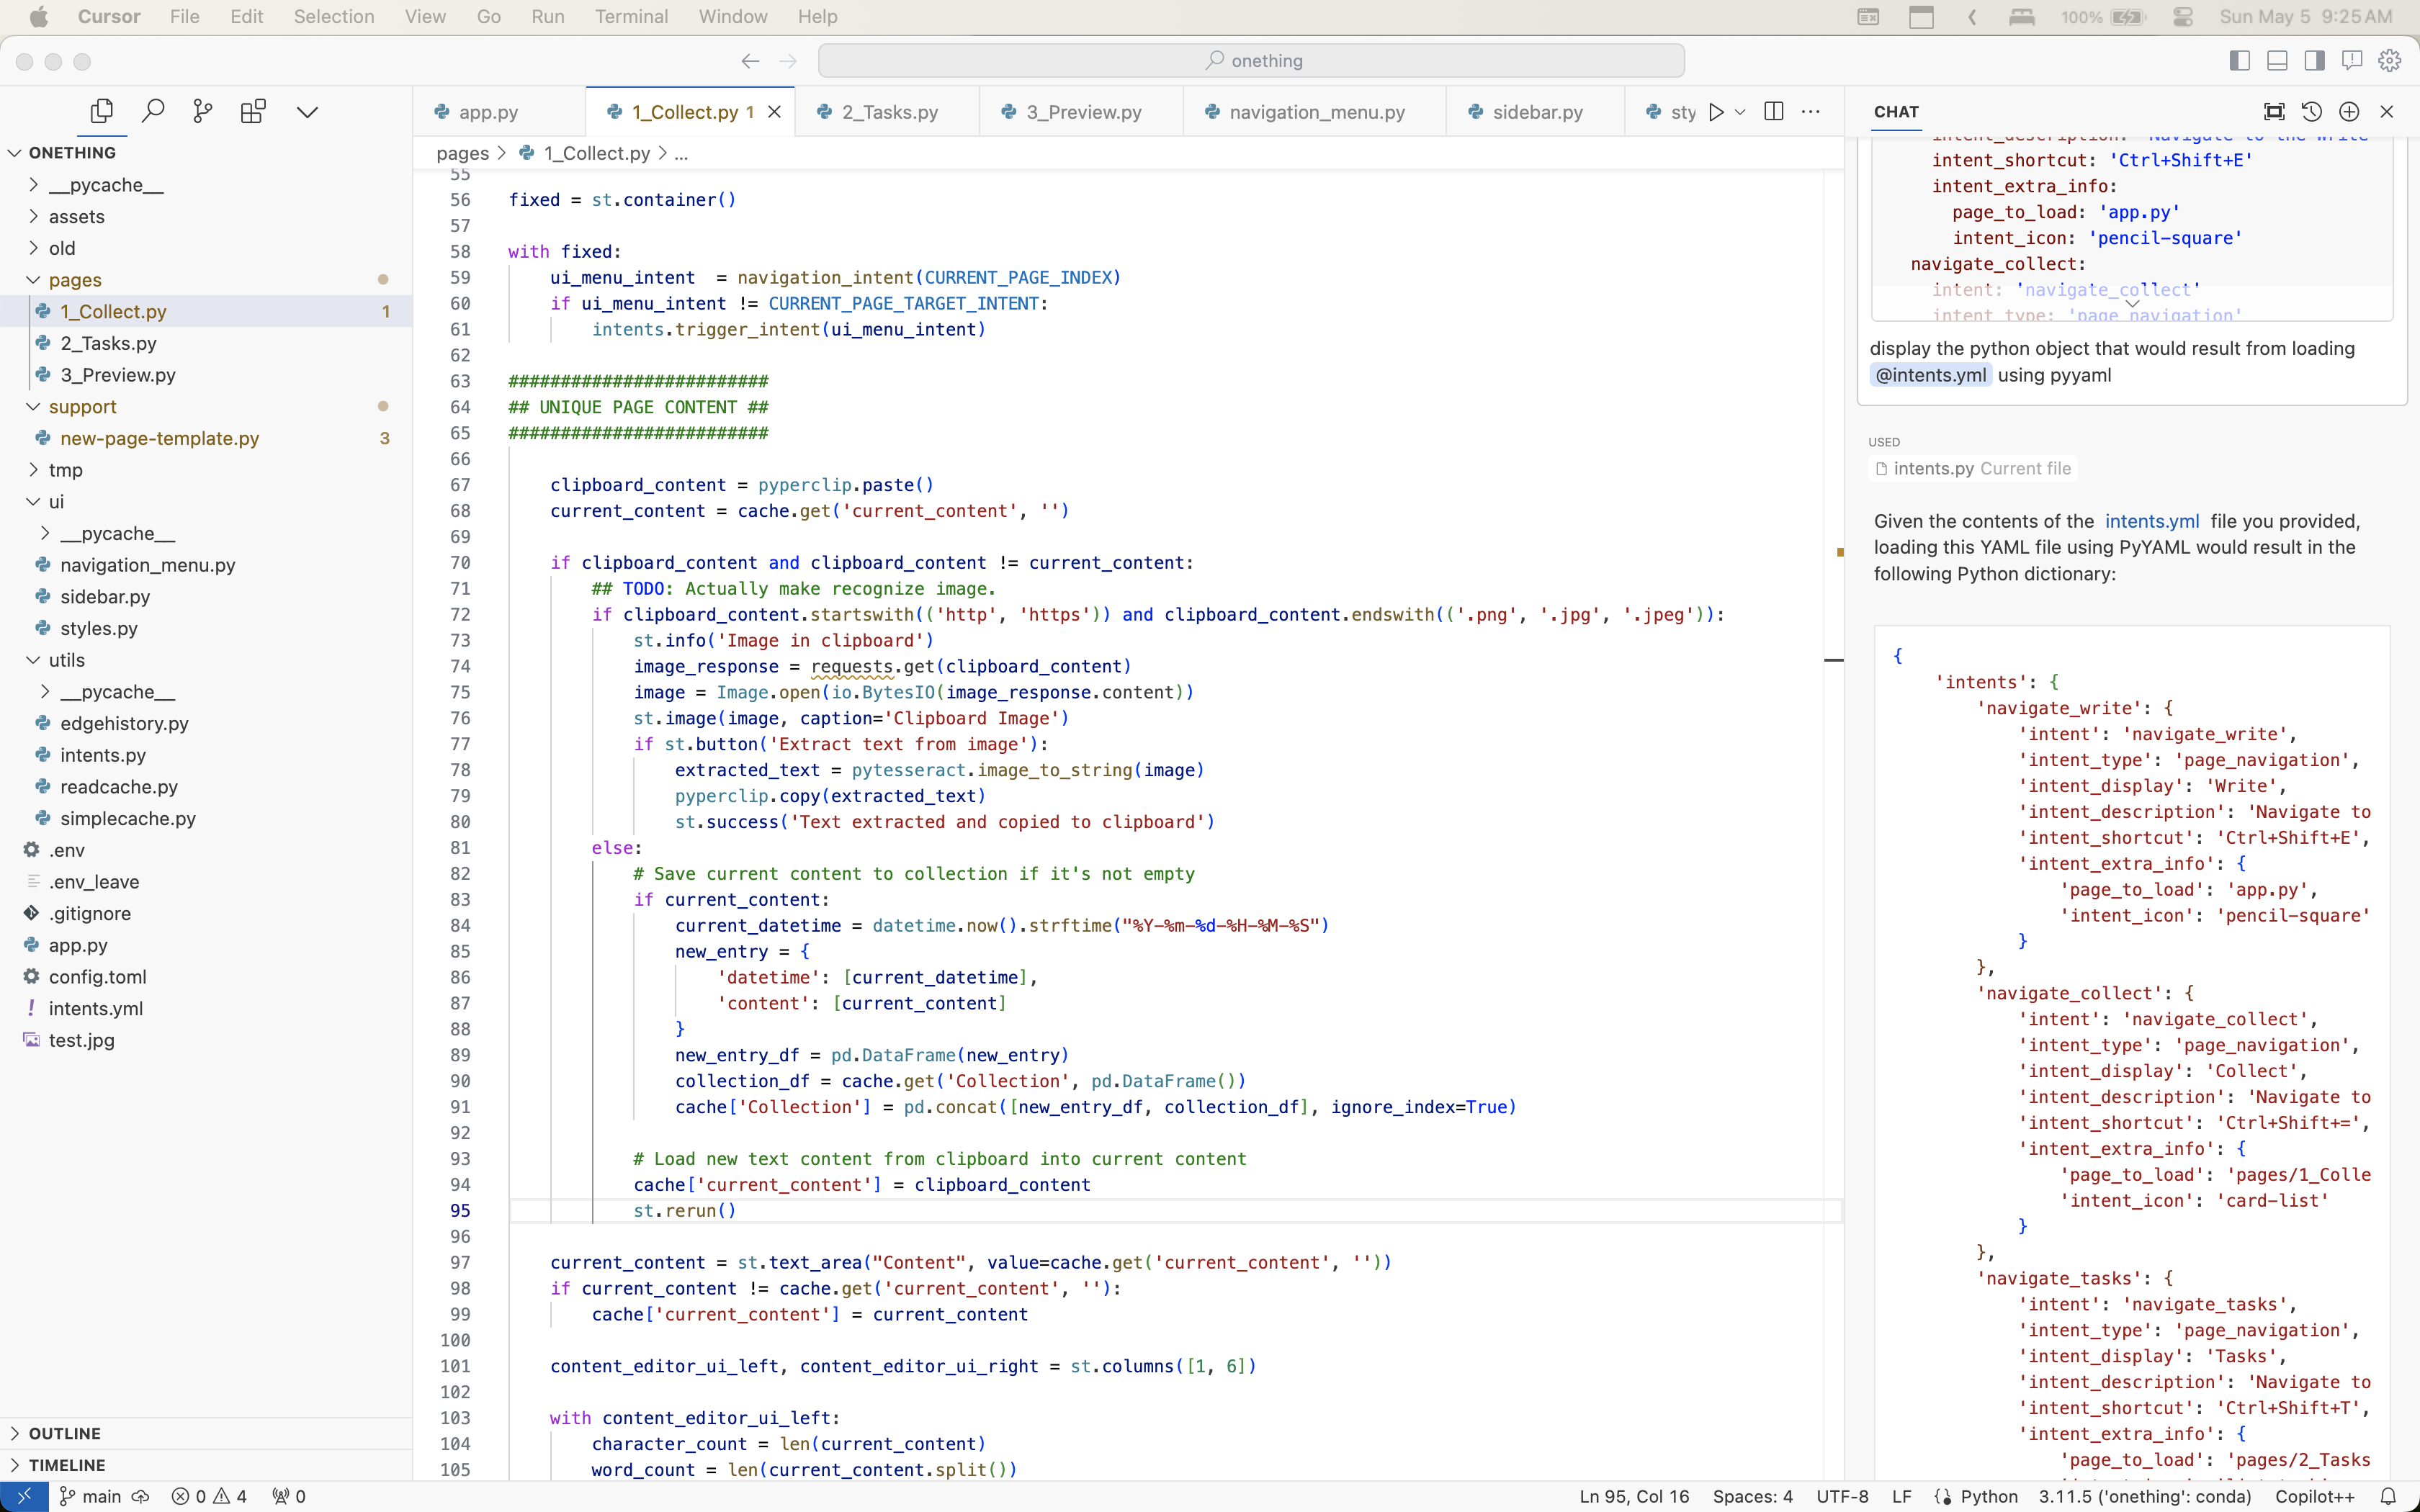 Cursor File Edit Selection View Go Run Terminal Window Help
100% Sun May 5 9:25 AM
onething
app.py
1_Collect.py 1
2_Tasks.py
3_Preview.py
navigation_menu.py
sidebar.py
sty
pages > 1_Collect.py > ...
ONETHING
__pycache__
assets
old
pages
1_Collect.py 1
2_Tasks.py
3_Preview.py
support
new-page-template.py 3
tmp
ui
__pycache__
navigation_menu.py
sidebar.py
styles.py
utils
__pycache__
edgehistory.py
intents.py
readcache.py
simplecache.py
.env
.env_leave
.gitignore
app.py
config.toml
intents.yml
test.jpg
OUTLINE
TIMELINE
55
56 fixed = st.container()
57
58 with fixed:
59     ui_menu_intent  = navigation_intent(CURRENT_PAGE_INDEX)
60     if ui_menu_intent != CURRENT_PAGE_TARGET_INTENT:
61         intents.trigger_intent(ui_menu_intent)
62
63 #########################
64 ## UNIQUE PAGE CONTENT ##
65 #########################
66
67     clipboard_content = pyperclip.paste()
68     current_content = cache.get('current_content', '')
69
70     if clipboard_content and clipboard_content != current_content:
71         ## TODO: Actually make recognize image.
72         if clipboard_content.startswith(('http', 'https')) and clipboard_content.endswith(('.png', '.jpg', '.jpeg')):
73             st.info('Image in clipboard')
74             image_response = requests.get(clipboard_content)
75             image = Image.open(io.BytesIO(image_response.content))
76             st.image(image, caption='Clipboard Image')
77             if st.button('Extract text from image'):
78                 extracted_text = pytesseract.image_to_string(image)
79                 pyperclip.copy(extracted_text)
80                 st.success('Text extracted and copied to clipboard')
81         else:
82             # Save current content to collection if it's not empty
83             if current_content:
84                 current_datetime = datetime.now().strftime("%Y-%m-%d-%H-%M-%S")
85                 new_entry = {
86                     'datetime': [current_datetime],
87                     'content': [current_content]
88                 }
89                 new_entry_df = pd.DataFrame(new_entry)
90                 collection_df = cache.get('Collection', pd.DataFrame())
91                 cache['Collection'] = pd.concat([new_entry_df, collection_df], ignore_index=True)
92
93             # Load new text content from clipboard into current content
94             cache['current_content'] = clipboard_content
95             st.rerun()
96
97     current_content = st.text_area("Content", value=cache.get('current_content', ''))
98     if current_content != cache.get('current_content', ''):
99         cache['current_content'] = current_content
100
101     content_editor_ui_left, content_editor_ui_right = st.columns([1, 6])
102
103     with content_editor_ui_left:
104         character_count = len(current_content)
105         word_count = len(current_content.split())
CHAT
intent_description: 'Navigate to the Write
intent_shortcut: 'Ctrl+Shift+E'
intent_extra_info:
page_to_load: 'app.py'
intent_icon: 'pencil-square'
navigate_collect:
intent: 'navigate_collect'
intent_type: 'page_navigation'
display the python object that would result from loading
@intents.yml using pyyaml
USED
intents.py Current file
Given the contents of the intents.yml file you provided,
loading this YAML file using PyYAML would result in the
following Python dictionary:
{
'intents': {
'navigate_write': {
'intent': 'navigate_write',
'intent_type': 'page_navigation',
'intent_display': 'Write',
'intent_description': 'Navigate to
'intent_shortcut': 'Ctrl+Shift+E',
'intent_extra_info': {
'page_to_load': 'app.py',
'intent_icon': 'pencil-square'
}
},
'navigate_collect': {
'intent': 'navigate_collect',
'intent_type': 'page_navigation',
'intent_display': 'Collect',
'intent_description': 'Navigate to
'intent_shortcut': 'Ctrl+Shift+=',
'intent_extra_info': {
'page_to_load': 'pages/1_Colle
'intent_icon': 'card-list'
}
},
'navigate_tasks': {
'intent': 'navigate_tasks',
'intent_type': 'page_navigation',
'intent_display': 'Tasks',
'intent_description': 'Navigate to
'intent_shortcut': 'Ctrl+Shift+T',
'intent_extra_info': {
'page_to_load': 'pages/2_Tasks
main 0 4 0
Ln 95, Col 16 Spaces: 4 UTF-8 LF Python 3.11.5 ('onething': conda) Copilot++